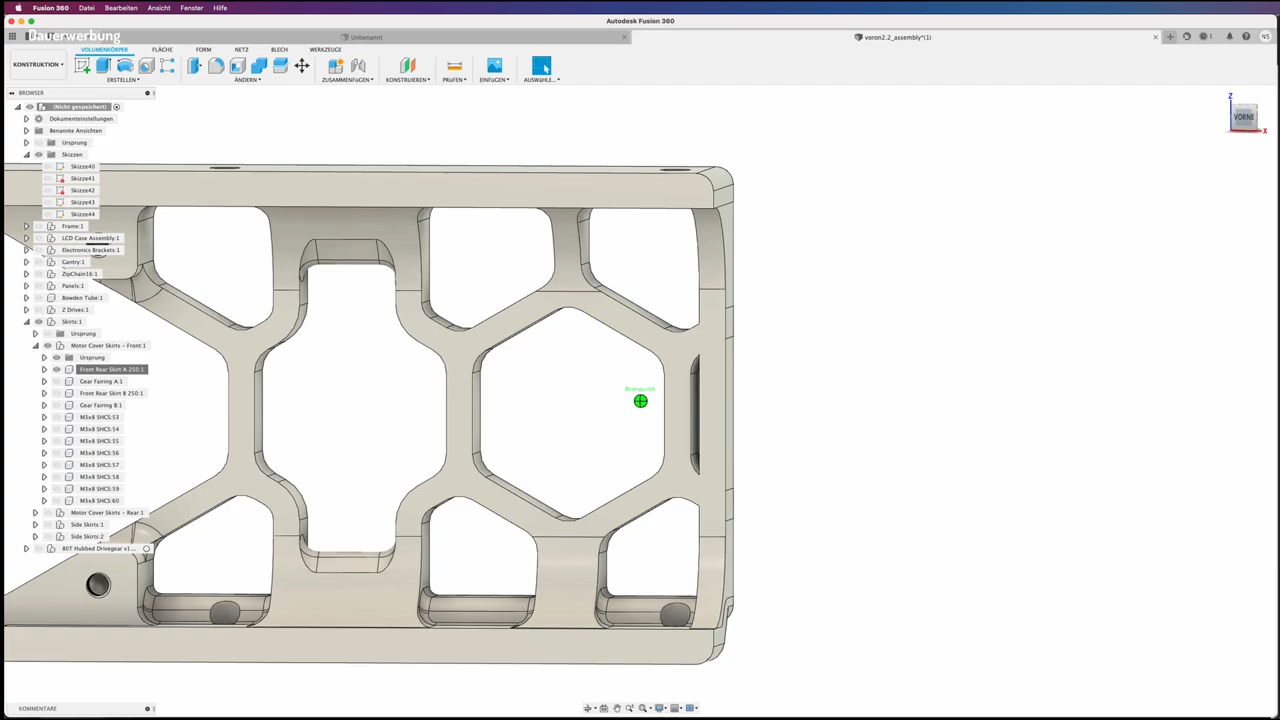 Fusion 360 Datei Bearbeiten Ansicht Fenster Hilfe
Autodesk Fusion 360
Dauerwerbung
Unbenannt
voron2.2_assembly*(1)
1
NS
VOLUMENKÖRPER FLÄCHE FORM NETZ BLECH WERKZEUGE
KONSTRUKTION
ERSTELLEN
ÄNDERN
ZUSAMMENFÜGEN
KONSTRUIEREN
PRÜFEN
EINFÜGEN
AUSWÄHLE...
BROWSER
(Nicht gespeichert)
Dokumenteinstellungen
Benannte Ansichten
Ursprung
Skizzen
Skizze40
Skizze41
Skizze42
Skizze43
Skizze44
Frame:1
LCD Case Assembly:1
Electronics Brackets:1
Gantry:1
ZipChain16:1
Panels:1
Bowden Tube:1
Z Drives:1
Skirts:1
Ursprung
Motor Cover Skirts - Front:1
Ursprung
Front Rear Skirt A 250:1
Gear Fairing A:1
Front Rear Skirt B 250:1
Gear Fairing B:1
M3x8 SHCS:53
M3x8 SHCS:54
M3x8 SHCS:55
M3x8 SHCS:56
M3x8 SHCS:57
M3x8 SHCS:58
M3x8 SHCS:59
M3x8 SHCS:60
Motor Cover Skirts - Rear:1
Side Skirts:1
Side Skirts:2
80T Hubbed Drivegear v1 ...
Z
VORNE
X
KOMMENTARE